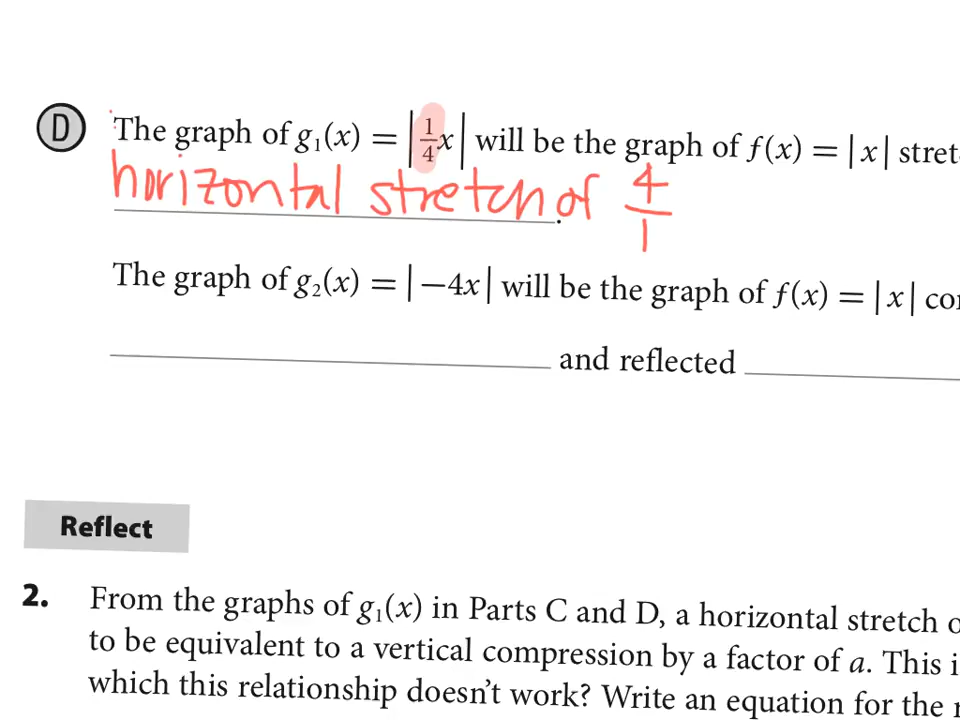 D The graph of g₁(x) = |1/4 x| will be the graph of f(x) = |x| stret
horizontal stretch of 4/1
The graph of g₂(x) = |−4x| will be the graph of f(x) = |x| co
and reflected
Reflect
2. From the graphs of g₁(x) in Parts C and D, a horizontal stretch o
to be equivalent to a vertical compression by a factor of a. This i
which this relationship doesn't work? Write an equation for the